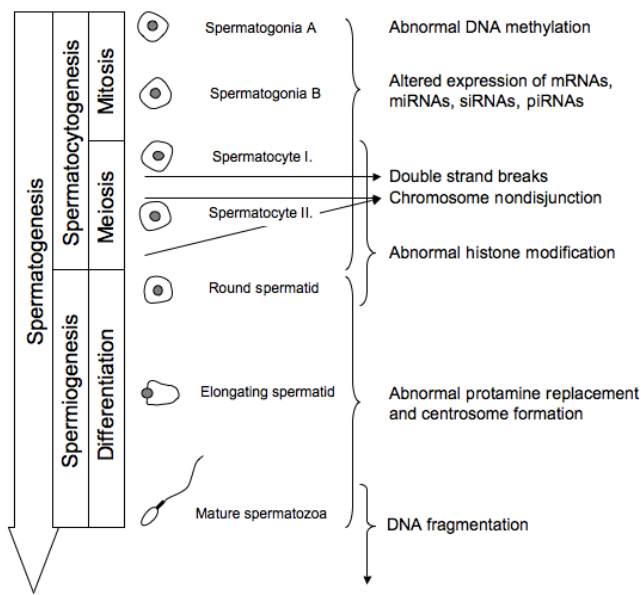 Spermatogenesis
Spermatocytogenesis
Spermiogenesis
Mitosis
Meiosis
Differentiation
Spermatogonia A
Spermatogonia B
Spermatocyte I.
Spermatocyte II.
Round spermatid
Elongating spermatid
Mature spermatozoa
Abnormal DNA methylation
Altered expression of mRNAs,
miRNAs, siRNAs, piRNAs
Double strand breaks
Chromosome nondisjunction
Abnormal histone modification
Abnormal protamine replacement
and centrosome formation
DNA fragmentation